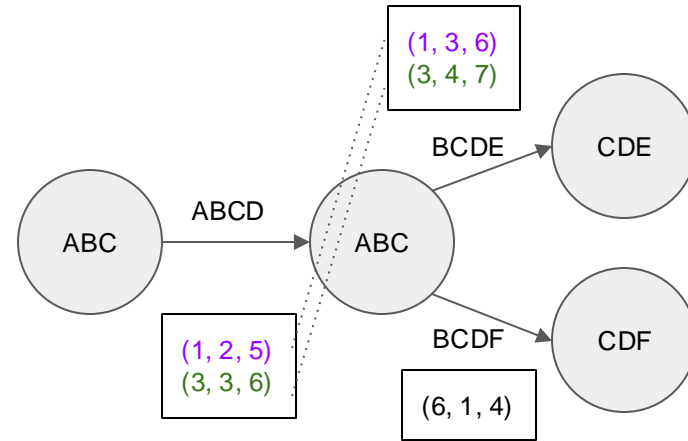 (1, 3, 6)
(3, 4, 7)
BCDE
CDE
ABCD
ABC
ABC
(1, 2, 5)
(3, 3, 6)
BCDF
CDF
(6, 1, 4)